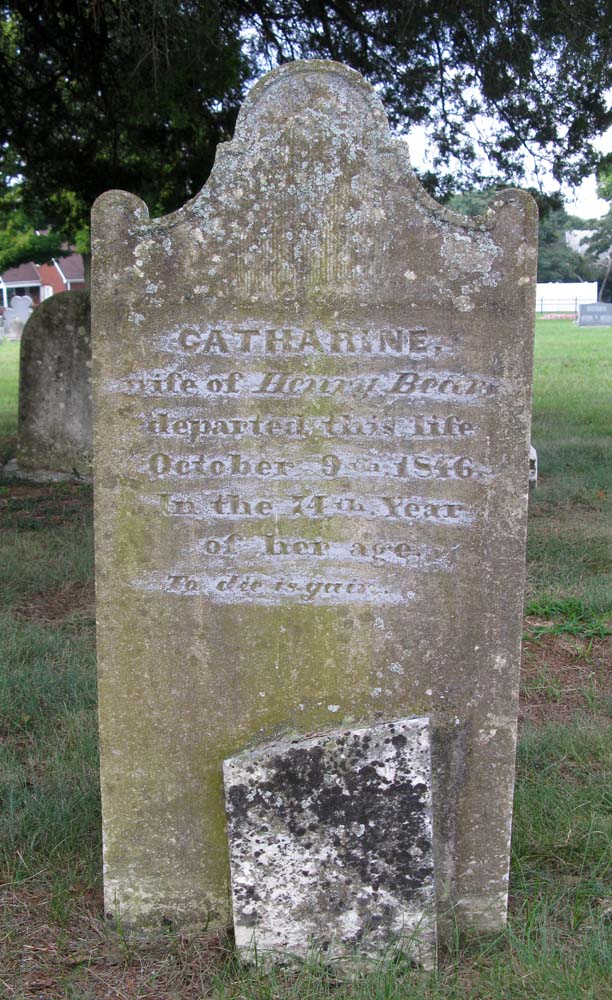 CATHARINE,
wife of Henry Bear,
departed this life
October 9th 1846.
In the 74th Year
of her age.
To die is gain.